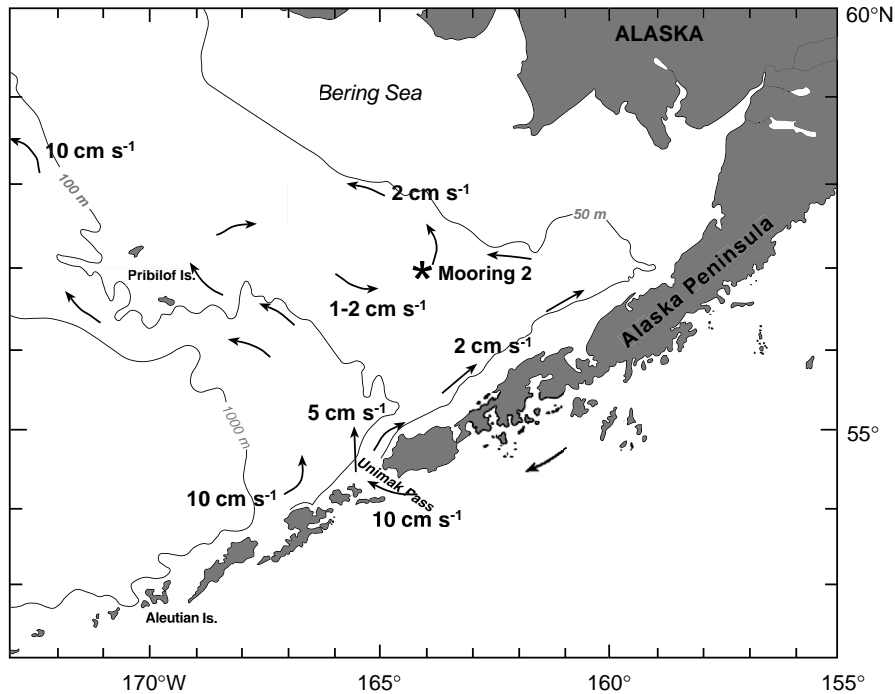 60°N
ALASKA
Bering Sea
10 cm s⁻¹
100 m
2 cm s⁻¹
50 m
Alaska Peninsula
Pribilof Is.
* Mooring 2
1-2 cm s⁻¹
2 cm s⁻¹
5 cm s⁻¹
1000 m
55°
Unimak Pass
10 cm s⁻¹
10 cm s⁻¹
Aleutian Is.
170°W
165°
160°
155°